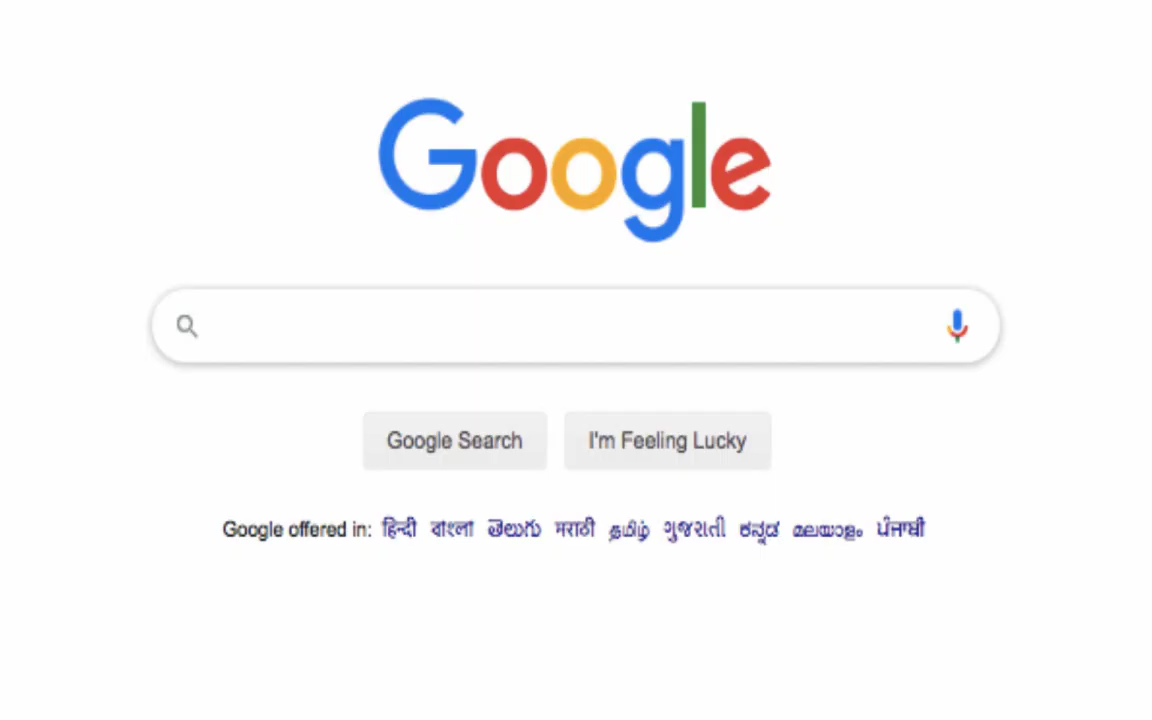 Google
Google Search I'm Feeling Lucky
Google offered in: हिन्दी বাংলা తెలుగు मराठी தமிழ் ગુજરાતી ಕನ್ನಡ മലയാളം ਪੰਜਾਬੀ